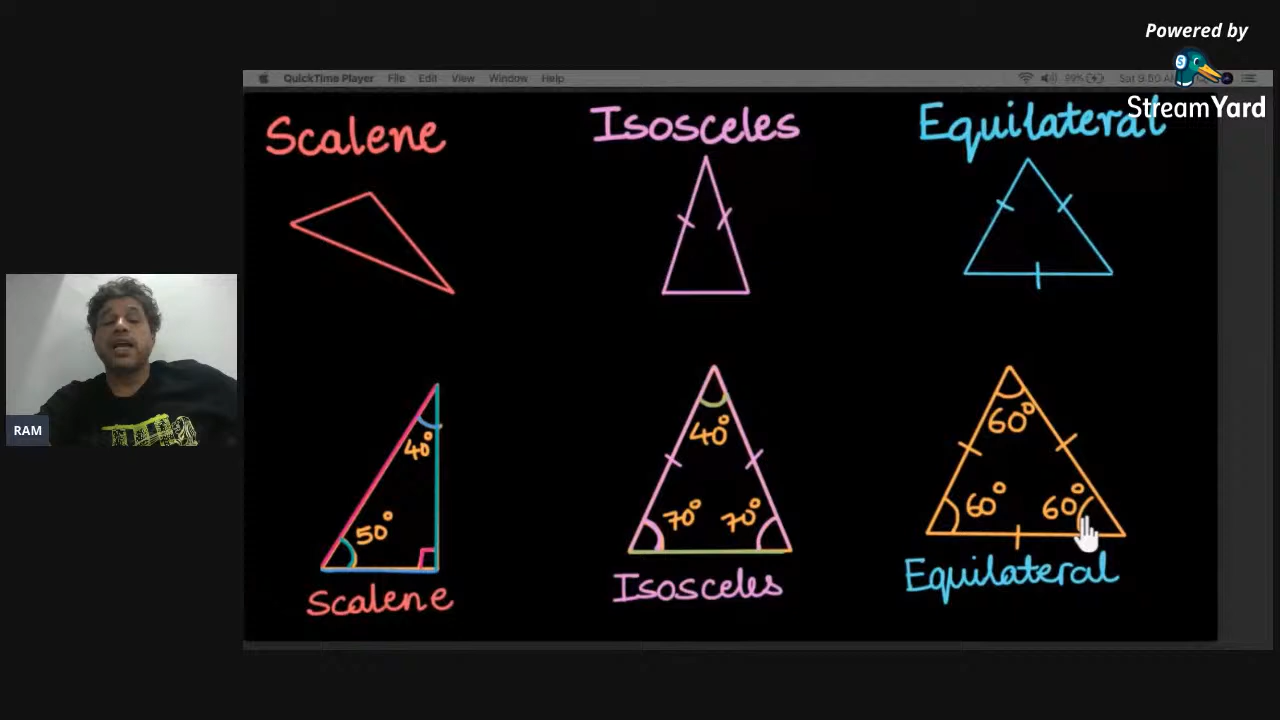 Powered by
StreamYard
QuickTime Player File Edit View Window Help
99%
Scalene
Isosceles
Equilateral
40°
50°
Scalene
40°
70° 70°
Isosceles
60°
60° 60°
Equilateral
RAM